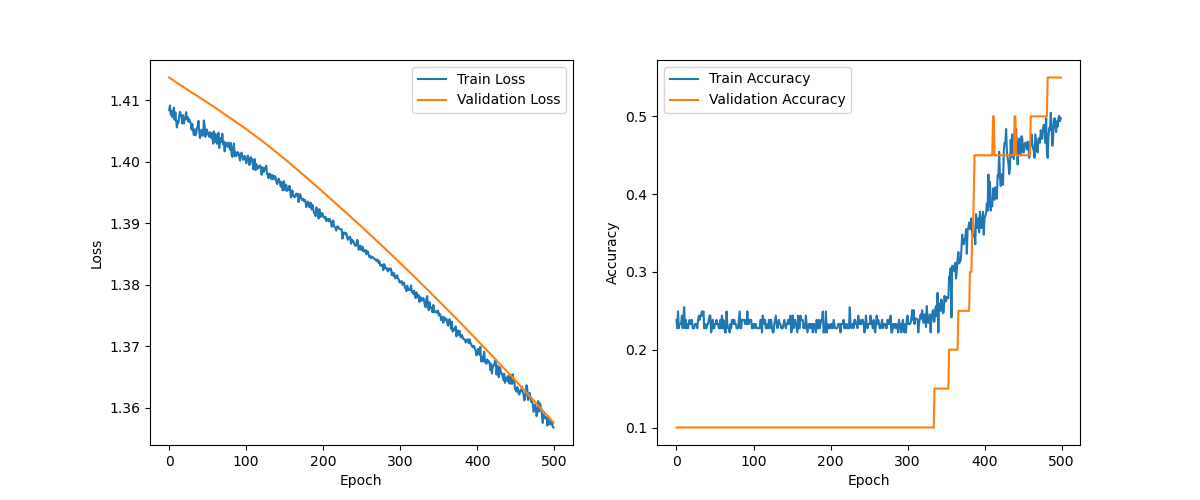 Train Loss
Validation Loss
1.41
1.40
1.39
1.38
1.37
1.36
Loss
0
100
200
300
400
500
Epoch
Train Accuracy
Validation Accuracy
0.5
0.4
0.3
0.2
0.1
Accuracy
0
100
200
300
400
500
Epoch